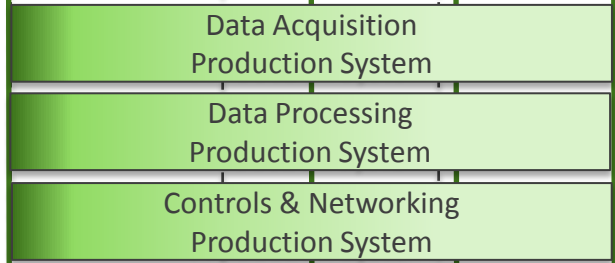 Data Acquisition
Production System
Data Processing
Production System
Controls & Networking
Production System